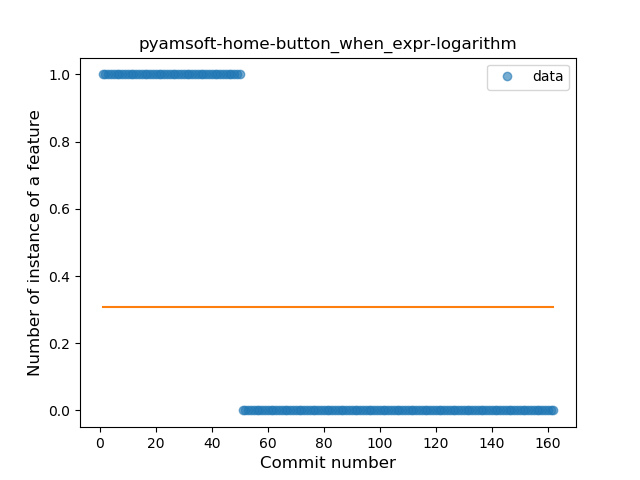 pyamsoft-home-button_when_expr-logarithm
data
1.0
0.8
0.6
0.4
0.2
0.0
Number of instance of a feature
0 20 40 60 80 100 120 140 160
Commit number